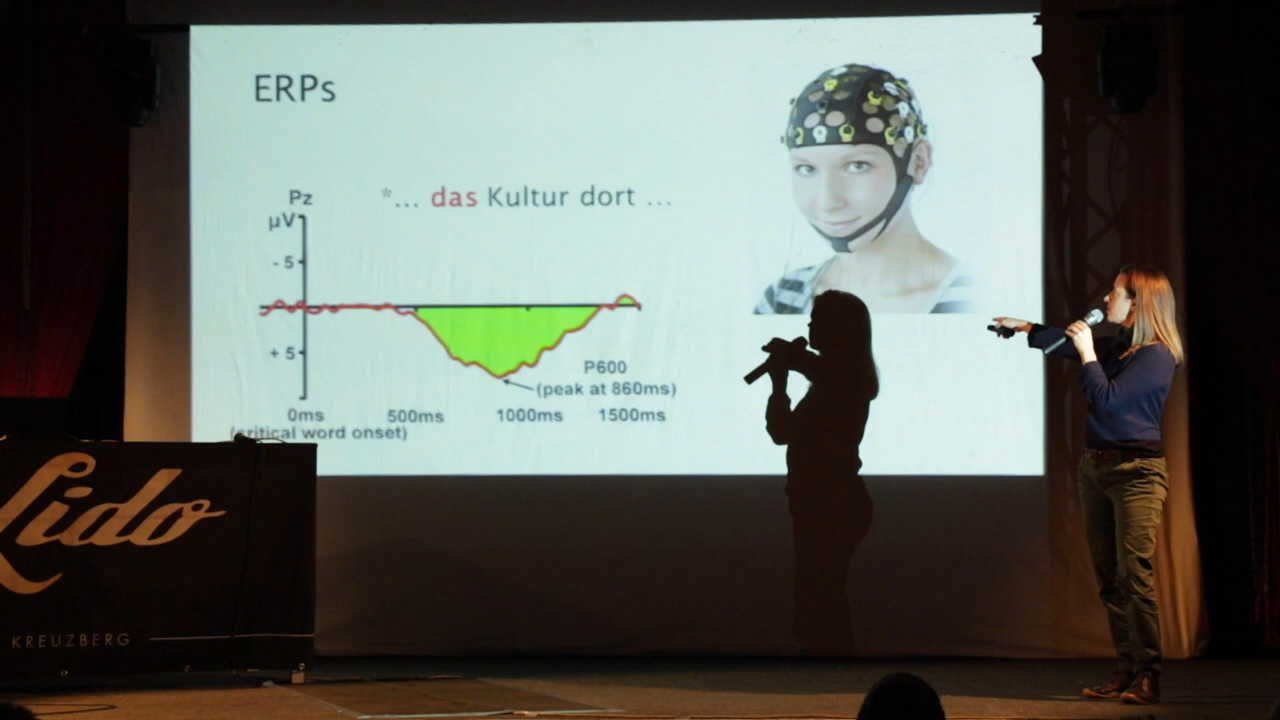 ERPs
*... das Kultur dort ...
Pz
µV
- 5
+ 5
P600
(peak at 860ms)
0ms
500ms
1000ms
1500ms
(critical word onset)
Lido
KREUZBERG